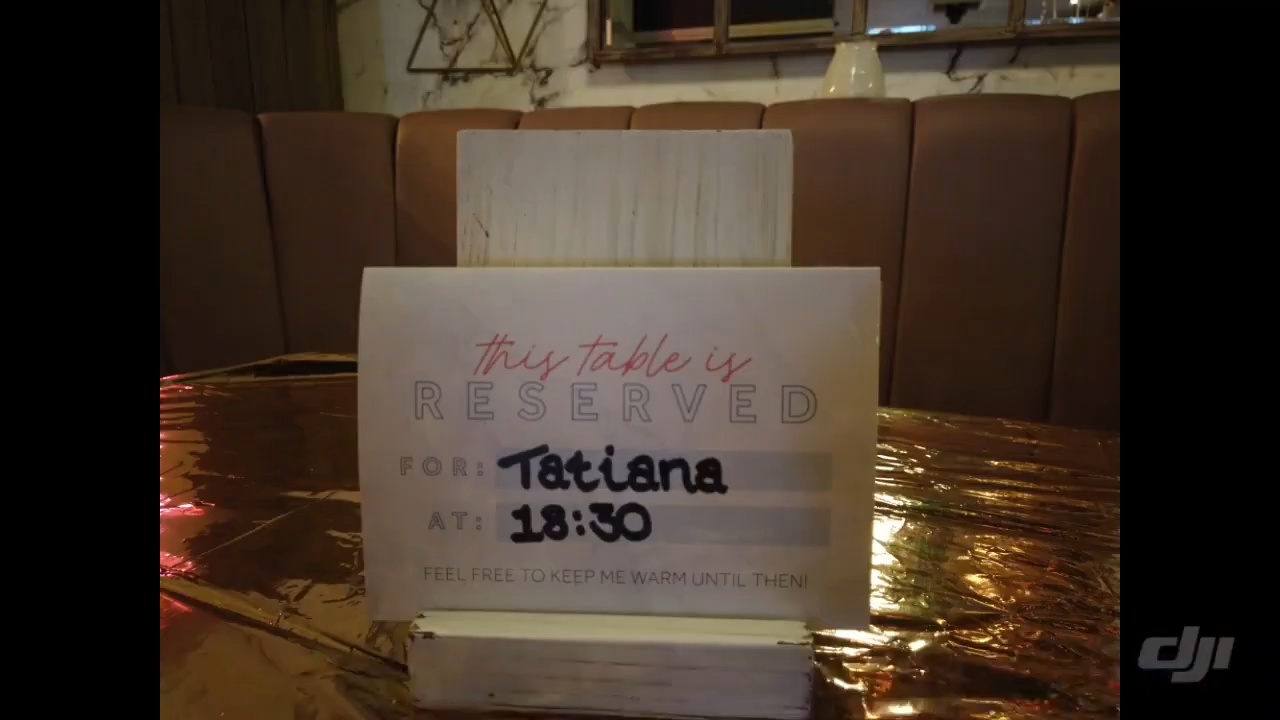 this table is
RESERVED
FOR: Tatiana
AT: 18:30
FEEL FREE TO KEEP ME WARM UNTIL THEN!
dji